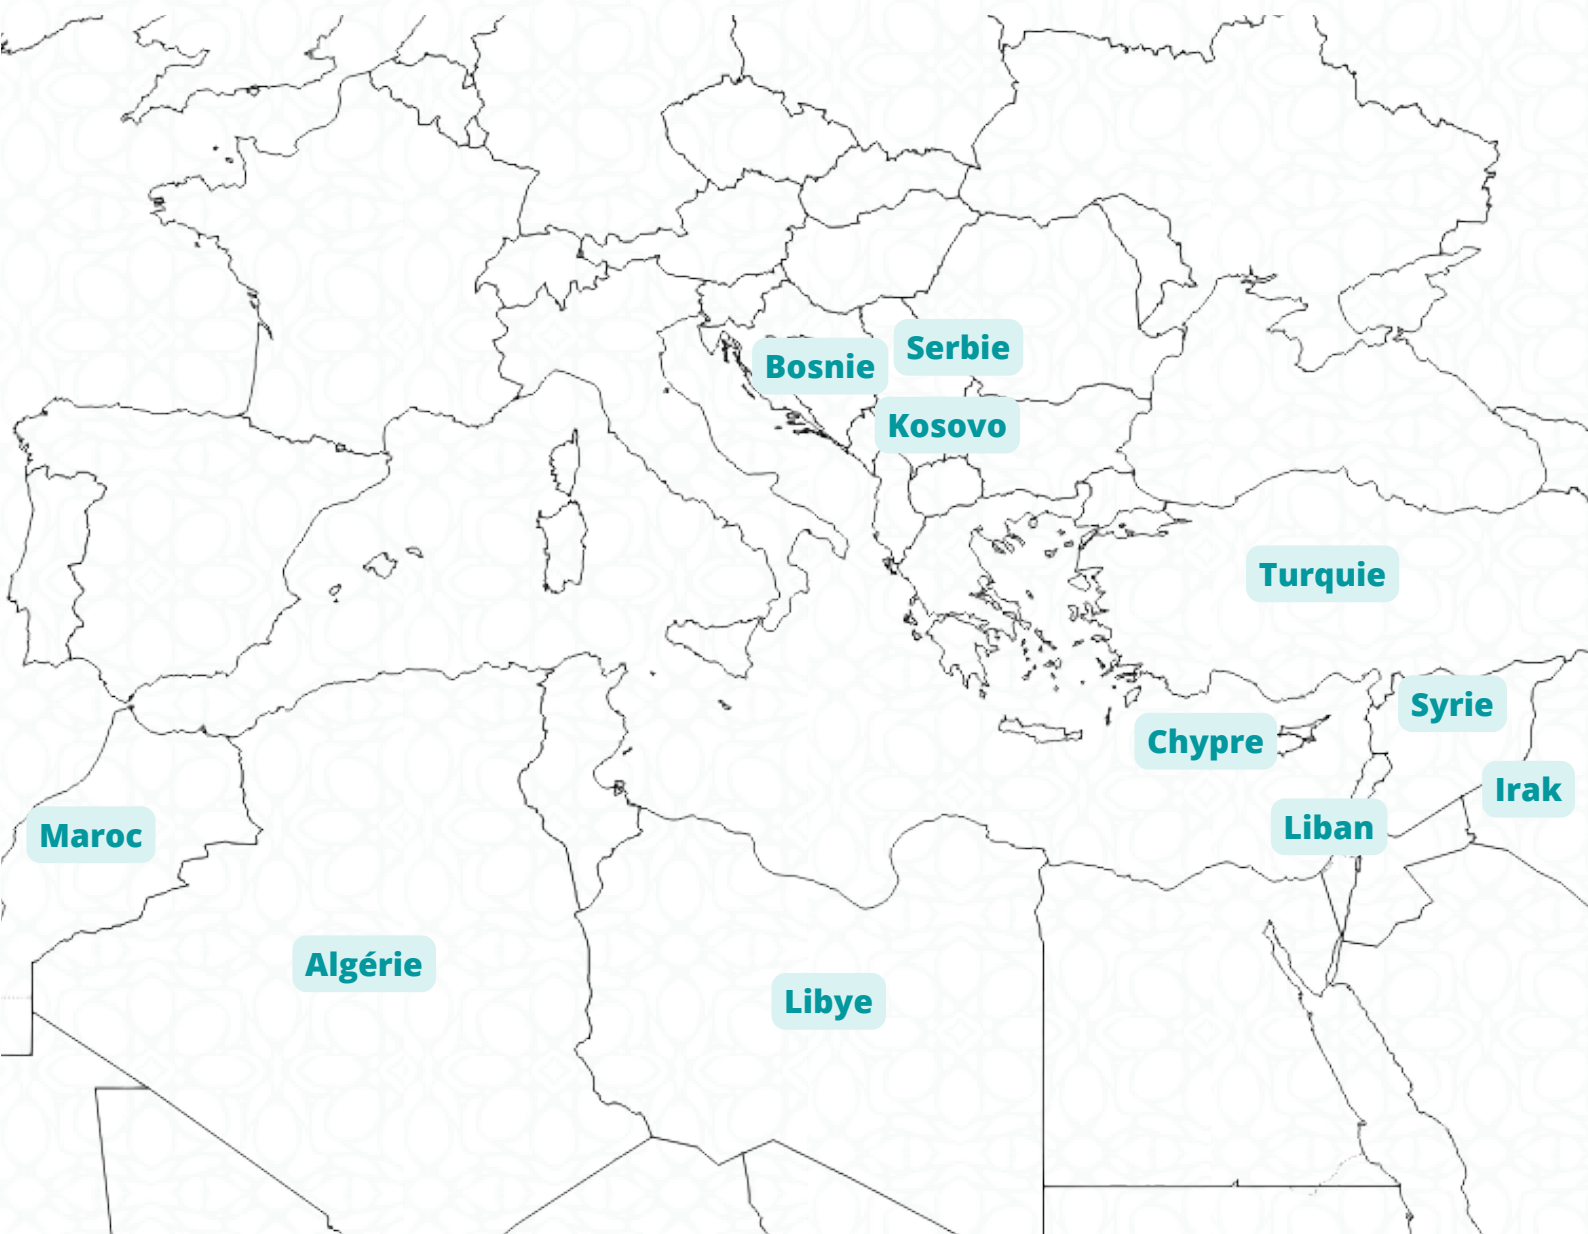 Serbie
Bosnie
Kosovo
Turquie
Syrie
Chypre
Irak
Liban
Maroc
Algérie
Libye